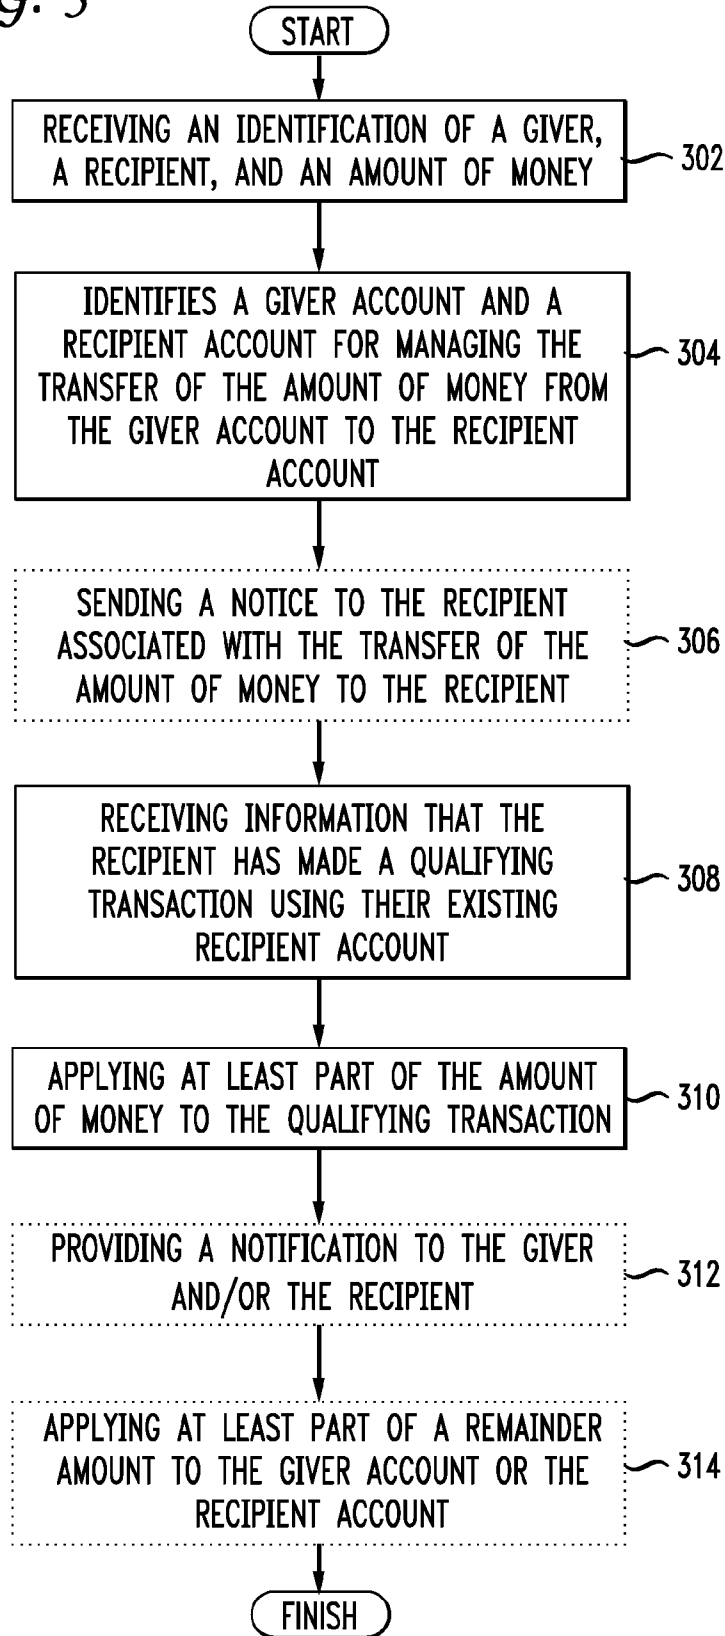 g. 3
START
RECEIVING AN IDENTIFICATION OF A GIVER,
A RECIPIENT, AND AN AMOUNT OF MONEY
302
IDENTIFIES A GIVER ACCOUNT AND A
RECIPIENT ACCOUNT FOR MANAGING THE
TRANSFER OF THE AMOUNT OF MONEY FROM
THE GIVER ACCOUNT TO THE RECIPIENT
ACCOUNT
304
SENDING A NOTICE TO THE RECIPIENT
ASSOCIATED WITH THE TRANSFER OF THE
AMOUNT OF MONEY TO THE RECIPIENT
306
RECEIVING INFORMATION THAT THE
RECIPIENT HAS MADE A QUALIFYING
TRANSACTION USING THEIR EXISTING
RECIPIENT ACCOUNT
308
APPLYING AT LEAST PART OF THE AMOUNT
OF MONEY TO THE QUALIFYING TRANSACTION
310
PROVIDING A NOTIFICATION TO THE GIVER
AND/OR THE RECIPIENT
312
APPLYING AT LEAST PART OF A REMAINDER
AMOUNT TO THE GIVER ACCOUNT OR THE
RECIPIENT ACCOUNT
314
FINISH